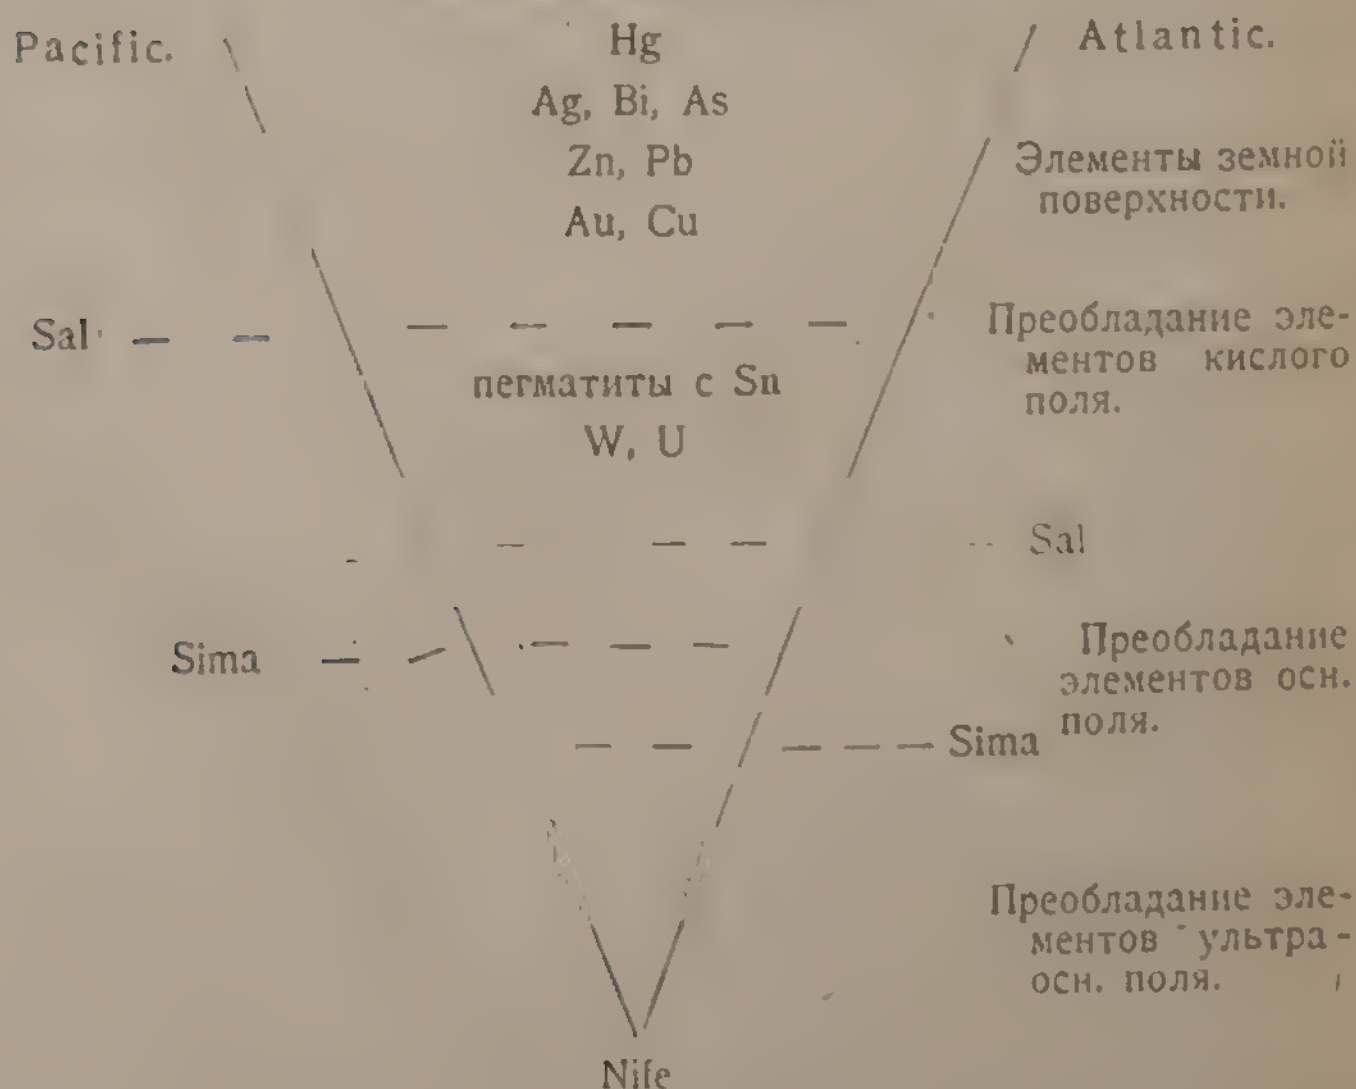 Pacific.
Hg
Atlantic.
Ag, Bi, As
Zn, Pb
Au, Cu
Элементы земной
поверхности.
Sal
Преобладание эле-
ментов кислого
поля.
пегматиты с Sn
W, U
Sal
Sima
Преобладание
элементов осн.
поля.
Sima
Преобладание эле-
ментов ультра-
осн. поля.
Nife